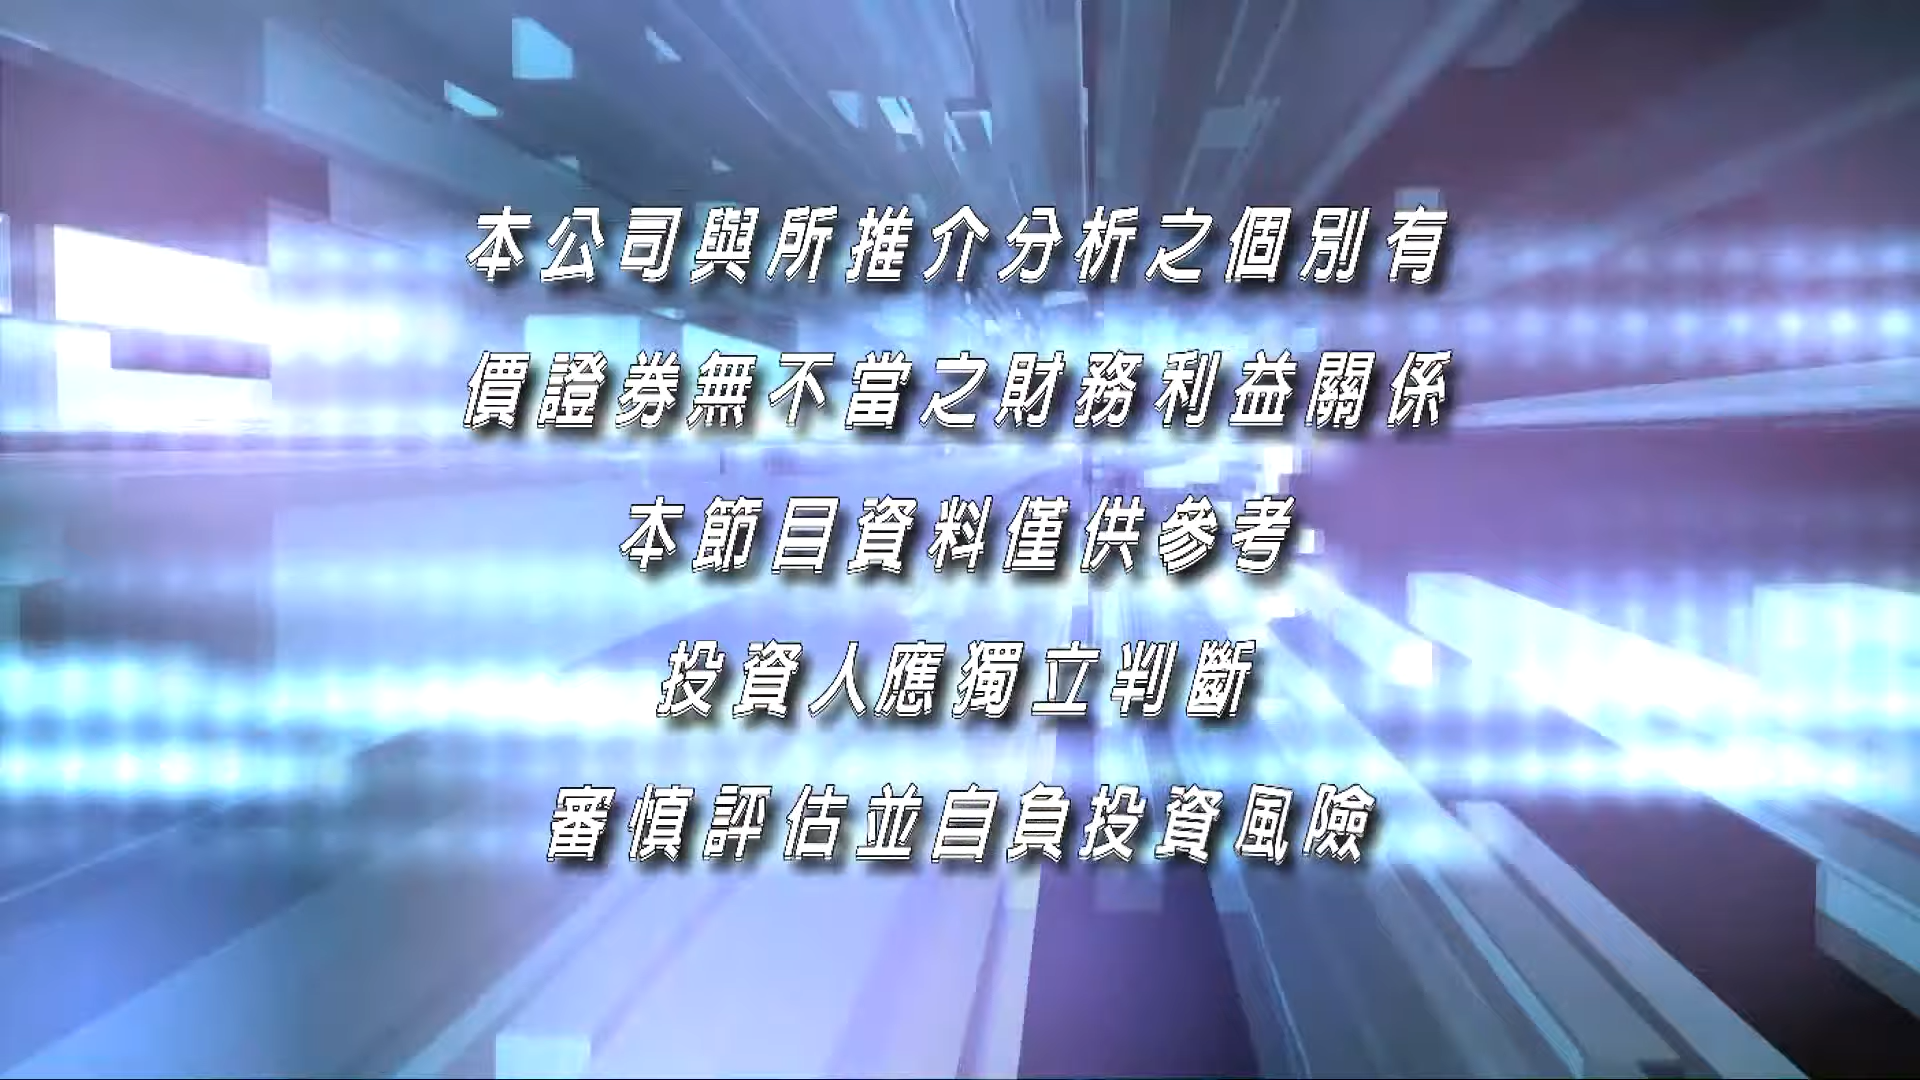 本公司與所推介分析之個別有
價證券無不當之財務利益關係
本節目資料僅供參考
投資人應獨立判斷
審慎評估並自負投資風險